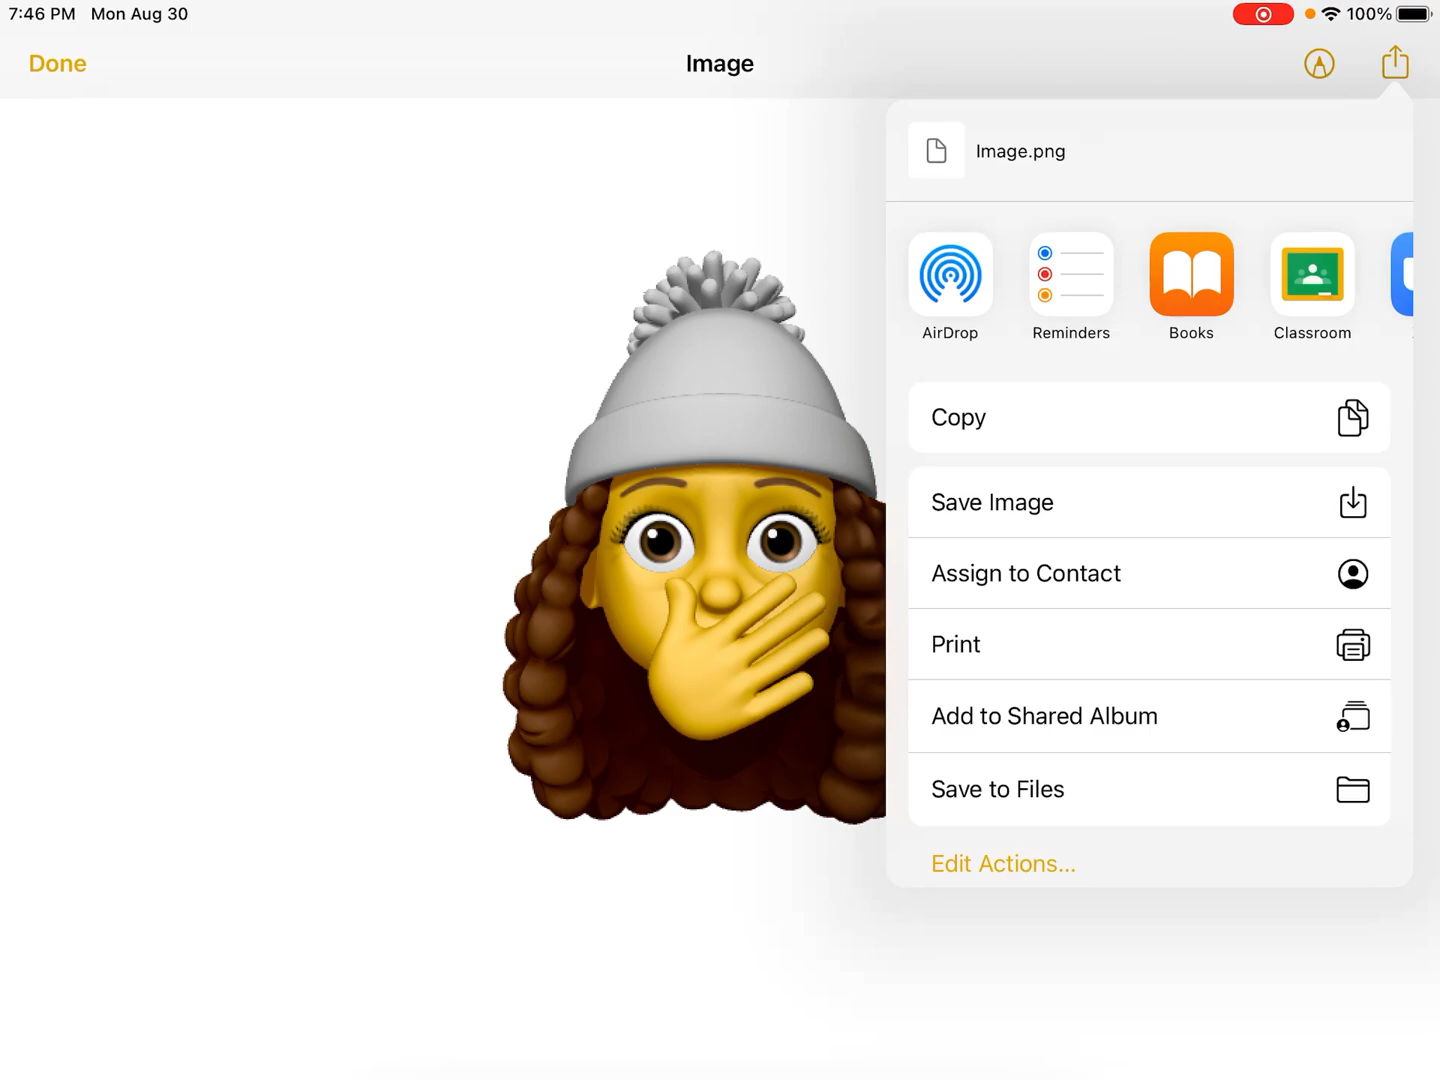 7:46 PM Mon Aug 30
100%
Done
Image
Image.png
AirDrop
Reminders
Books
Classroom
Copy
Save Image
Assign to Contact
Print
Add to Shared Album
Save to Files
Edit Actions...